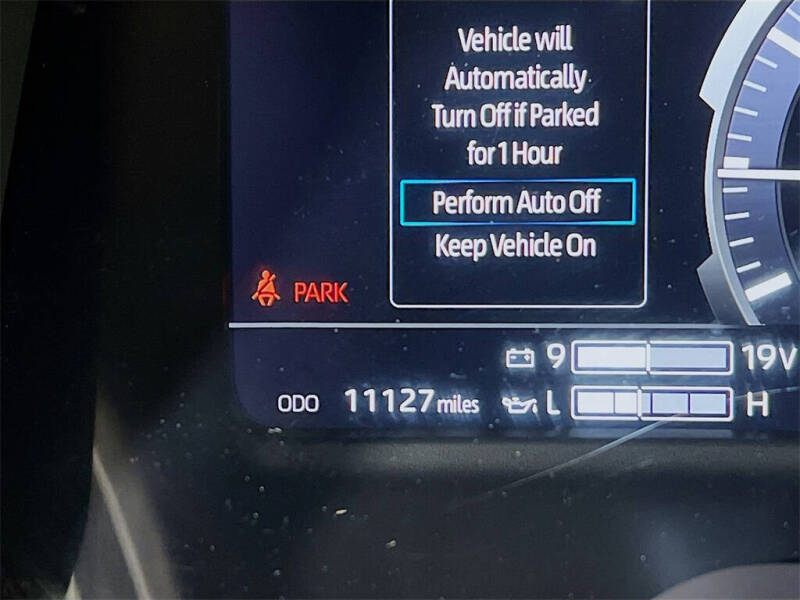 Vehicle will
Automatically
Turn Off if Parked
for 1 Hour
Perform Auto Off
Keep Vehicle On
PARK
9 19V
ODO 11127 miles L H